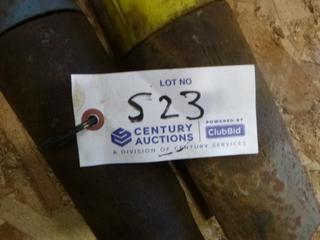 LOT NO
523
CENTURY AUCTIONS
POWERED BY
ClubBid
A DIVISION OF CENTURY SERVICES